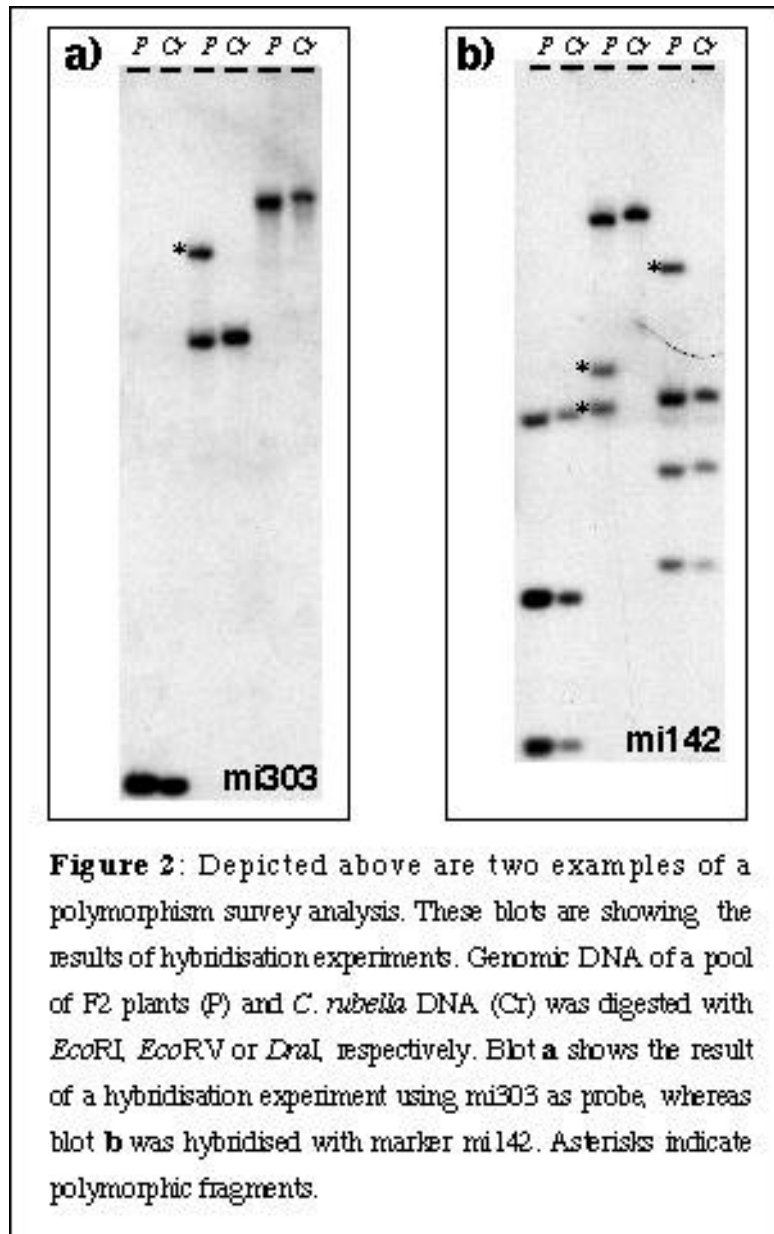 a) P Cr P Cr P Cr
*
mi303
b) P Cr P Cr P Cr
*
*
*
mi142
Figure 2: Depicted above are two examples of a
polymorphism survey analysis. These blots are showing the
results of hybridisation experiments. Genomic DNA of a pool
of F2 plants (P) and C. rubella DNA (Cr) was digested with
EcoRI, EcoRV or DraI, respectively. Blot a shows the result
of a hybridisation experiment using mi303 as probe, whereas
blot b was hybridised with marker mi142. Asterisks indicate
polymorphic fragments.